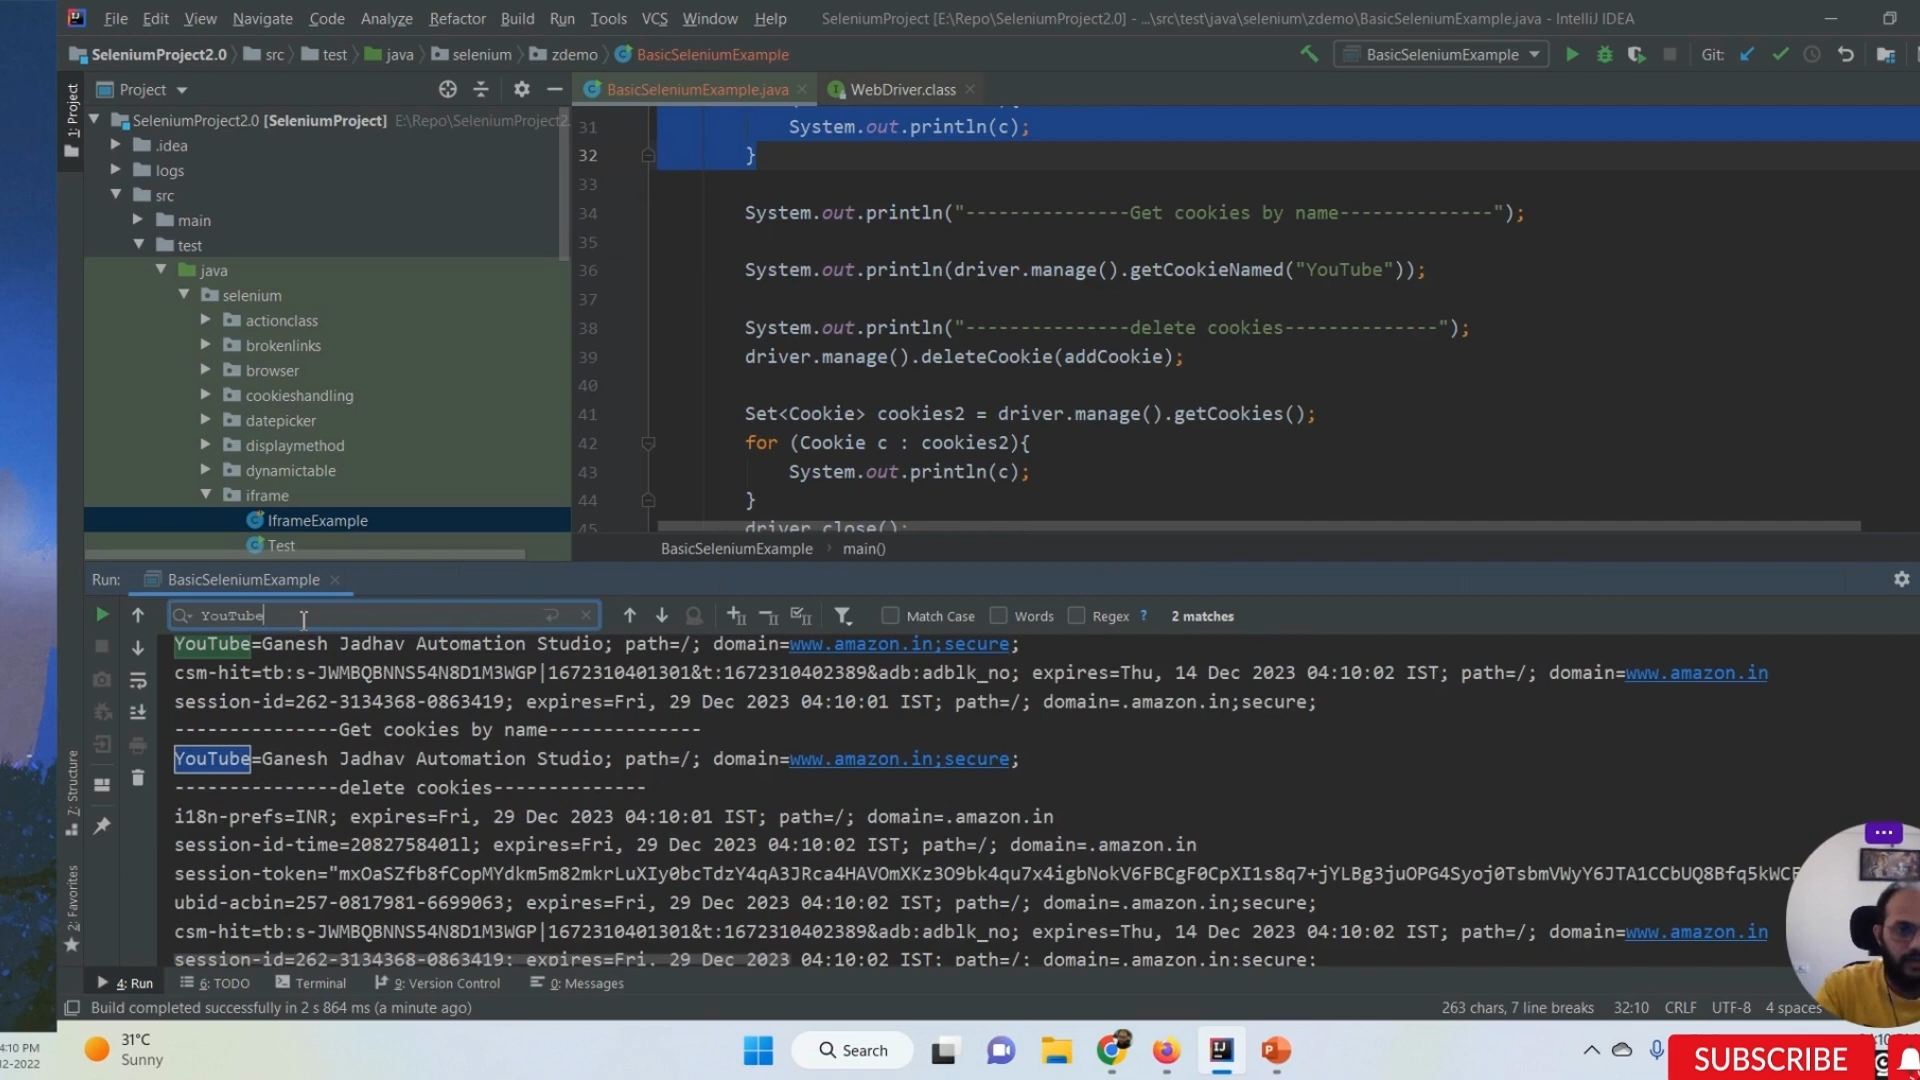 File Edit View Navigate Code Analyze Refactor Build Run Tools VCS Window Help SeleniumProject [E:\Repo\SeleniumProject2.0] - ...\src\test\java\selenium\zdemo\BasicSeleniumExample.java - IntelliJ IDEA
SeleniumProject2.0 src test java selenium zdemo BasicSeleniumExample BasicSeleniumExample Git:
1: Project
Project
BasicSeleniumExample.java WebDriver.class
SeleniumProject2.0 [SeleniumProject] E:\Repo\SeleniumProject2.
.idea
logs
src
main
test
java
selenium
actionclass
brokenlinks
browser
cookieshandling
datepicker
displaymethod
dynamictable
iframe
IframeExample
Test
31 System.out.println(c);
32 }
33
34 System.out.println("---------------Get cookies by name--------------");
35
36 System.out.println(driver.manage().getCookieNamed("YouTube"));
37
38 System.out.println("---------------delete cookies--------------");
39 driver.manage().deleteCookie(addCookie);
40
41 Set<Cookie> cookies2 = driver.manage().getCookies();
42 for (Cookie c : cookies2){
43 System.out.println(c);
44 }
45 driver.close();
BasicSeleniumExample › main()
Run: BasicSeleniumExample
YouTube Match Case Words Regex ? 2 matches
YouTube=Ganesh Jadhav Automation Studio; path=/; domain=www.amazon.in;secure;
csm-hit=tb:s-JWMBQBNNS54N8D1M3WGP|1672310401301&t:1672310402389&adb:adblk_no; expires=Thu, 14 Dec 2023 04:10:02 IST; path=/; domain=www.amazon.in
session-id=262-3134368-0863419; expires=Fri, 29 Dec 2023 04:10:01 IST; path=/; domain=.amazon.in;secure;
---------------Get cookies by name--------------
YouTube=Ganesh Jadhav Automation Studio; path=/; domain=www.amazon.in;secure;
---------------delete cookies--------------
i18n-prefs=INR; expires=Fri, 29 Dec 2023 04:10:01 IST; path=/; domain=.amazon.in
session-id-time=2082758401l; expires=Fri, 29 Dec 2023 04:10:02 IST; path=/; domain=.amazon.in
session-token="mxOaSZfb8fCopMYdkm5m82mkrLuXIy0bcTdzY4qA3JRca4HAVOmXKz3O9bk4qu7x4igbNokV6FBCgF0CpXI1s8q7+jYLBg3juOPG4Syoj0TsbmVWyY6JTA1CCbUQ8Bfq5kWCE
ubid-acbin=257-0817981-6699063; expires=Fri, 29 Dec 2023 04:10:02 IST; path=/; domain=.amazon.in;secure;
csm-hit=tb:s-JWMBQBNNS54N8D1M3WGP|1672310401301&t:1672310402389&adb:adblk_no; expires=Thu, 14 Dec 2023 04:10:02 IST; path=/; domain=www.amazon.in
session-id=262-3134368-0863419; expires=Fri, 29 Dec 2023 04:10:02 IST; path=/; domain=.amazon.in;secure;
7: Structure
2: Favorites
4: Run 6: TODO Terminal 9: Version Control 0: Messages
Build completed successfully in 2 s 864 ms (a minute ago) 263 chars, 7 line breaks 32:10 CRLF UTF-8 4 spaces
4:10 PM
12-2022
31°C
Sunny
Search
SUBSCRIBE